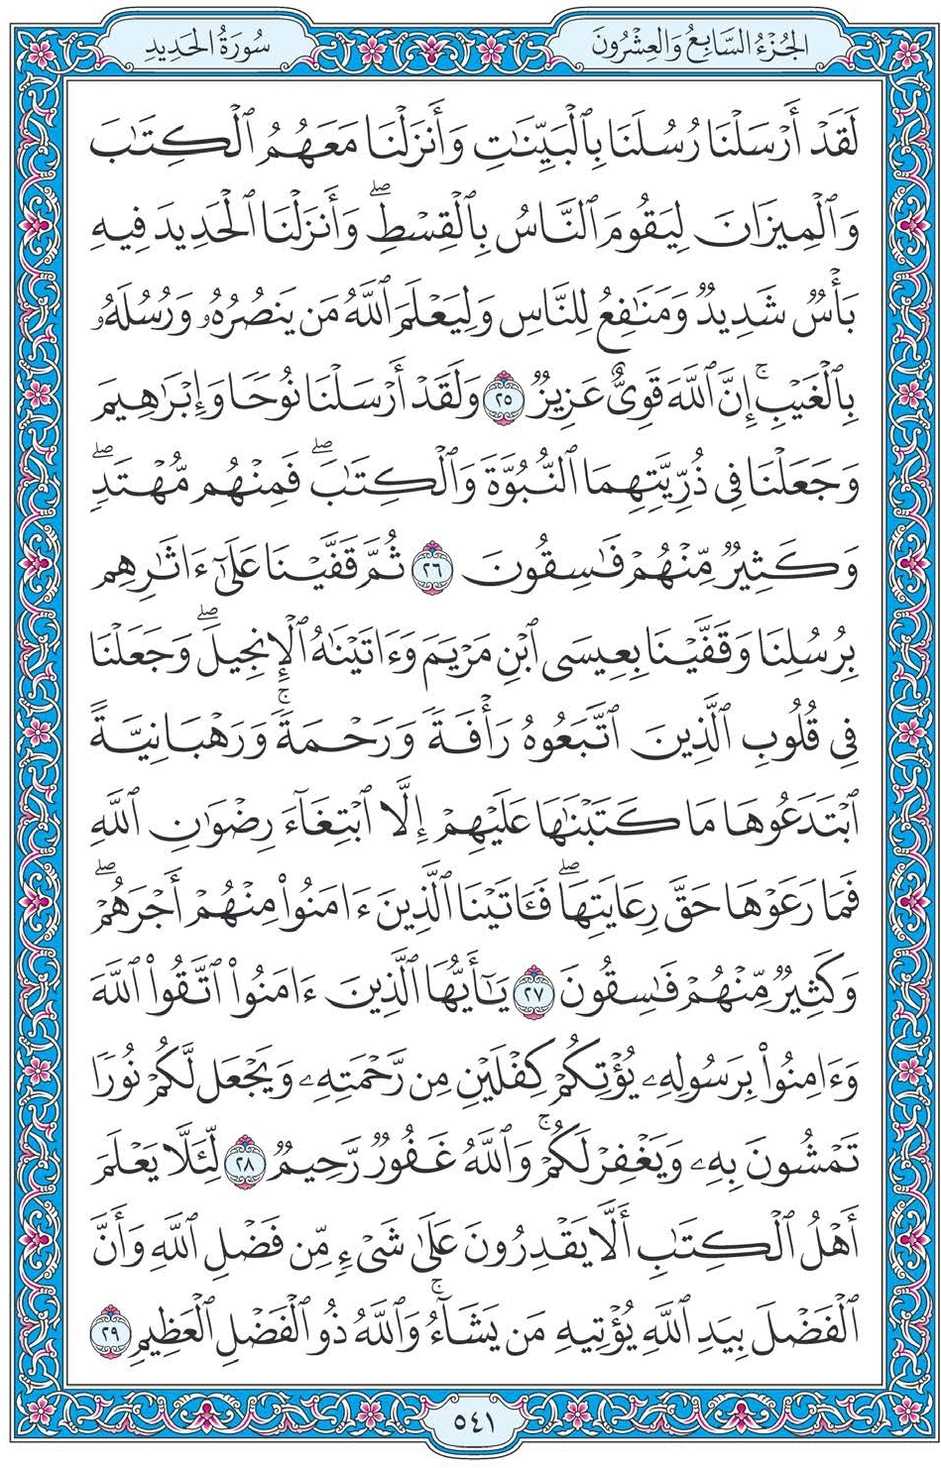 الجُزْءُ السَّابِعُ وَالعِشْرُونَ
سُورَةُ الحَدِيدِ
لَقَدْ أَرْسَلْنَا رُسُلَنَا بِٱلْبَيِّنَٰتِ وَأَنزَلْنَا مَعَهُمُ ٱلْكِتَٰبَ
وَٱلْمِيزَانَ لِيَقُومَ ٱلنَّاسُ بِٱلْقِسْطِۖ وَأَنزَلْنَا ٱلْحَدِيدَ فِيهِ
بَأْسٌ شَدِيدٌ وَمَنَٰفِعُ لِلنَّاسِ وَلِيَعْلَمَ ٱللَّهُ مَن يَنصُرُهُۥ وَرُسُلَهُۥ
بِٱلْغَيْبِۚ إِنَّ ٱللَّهَ قَوِىٌّ عَزِيزٌ ٢٥ وَلَقَدْ أَرْسَلْنَا نُوحًا وَإِبْرَٰهِيمَ
وَجَعَلْنَا فِى ذُرِّيَّتِهِمَا ٱلنُّبُوَّةَ وَٱلْكِتَٰبَۖ فَمِنْهُم مُّهْتَدٍۖ
وَكَثِيرٌ مِّنْهُمْ فَٰسِقُونَ ٢٦ ثُمَّ قَفَّيْنَا عَلَىٰٓ ءَاثَٰرِهِم
بِرُسُلِنَا وَقَفَّيْنَا بِعِيسَى ٱبْنِ مَرْيَمَ وَءَاتَيْنَٰهُ ٱلْإِنجِيلَۖ وَجَعَلْنَا
فِى قُلُوبِ ٱلَّذِينَ ٱتَّبَعُوهُ رَأْفَةً وَرَحْمَةًۚ وَرَهْبَانِيَّةً
ٱبْتَدَعُوهَا مَا كَتَبْنَٰهَا عَلَيْهِمْ إِلَّا ٱبْتِغَآءَ رِضْوَٰنِ ٱللَّهِ
فَمَا رَعَوْهَا حَقَّ رِعَايَتِهَاۖ فَـَٔاتَيْنَا ٱلَّذِينَ ءَامَنُوا۟ مِنْهُمْ أَجْرَهُمْۖ
وَكَثِيرٌ مِّنْهُمْ فَٰسِقُونَ ٢٧ يَٰٓأَيُّهَا ٱلَّذِينَ ءَامَنُوا۟ ٱتَّقُوا۟ ٱللَّهَ
وَءَامِنُوا۟ بِرَسُولِهِۦ يُؤْتِكُمْ كِفْلَيْنِ مِن رَّحْمَتِهِۦ وَيَجْعَل لَّكُمْ نُورًا
تَمْشُونَ بِهِۦ وَيَغْفِرْ لَكُمْۚ وَٱللَّهُ غَفُورٌ رَّحِيمٌ ٢٨ لِّئَلَّا يَعْلَمَ
أَهْلُ ٱلْكِتَٰبِ أَلَّا يَقْدِرُونَ عَلَىٰ شَىْءٍ مِّن فَضْلِ ٱللَّهِ وَأَنَّ
ٱلْفَضْلَ بِيَدِ ٱللَّهِ يُؤْتِيهِ مَن يَشَآءُۚ وَٱللَّهُ ذُو ٱلْفَضْلِ ٱلْعَظِيمِ ٢٩
٥٤١